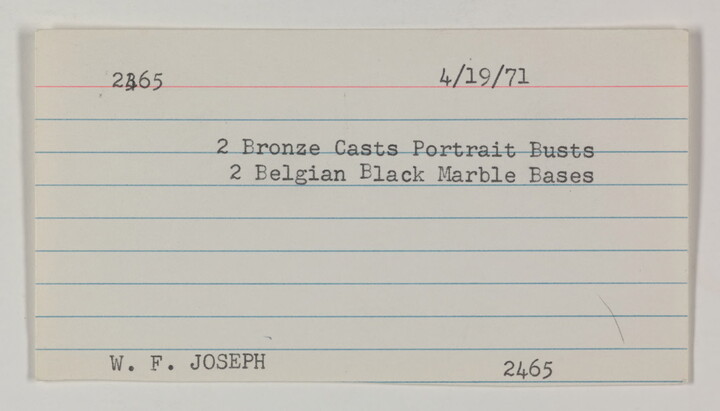 2465 4/19/71
2 Bronze Casts Portrait Busts
2 Belgian Black Marble Bases
W. F. JOSEPH 2465